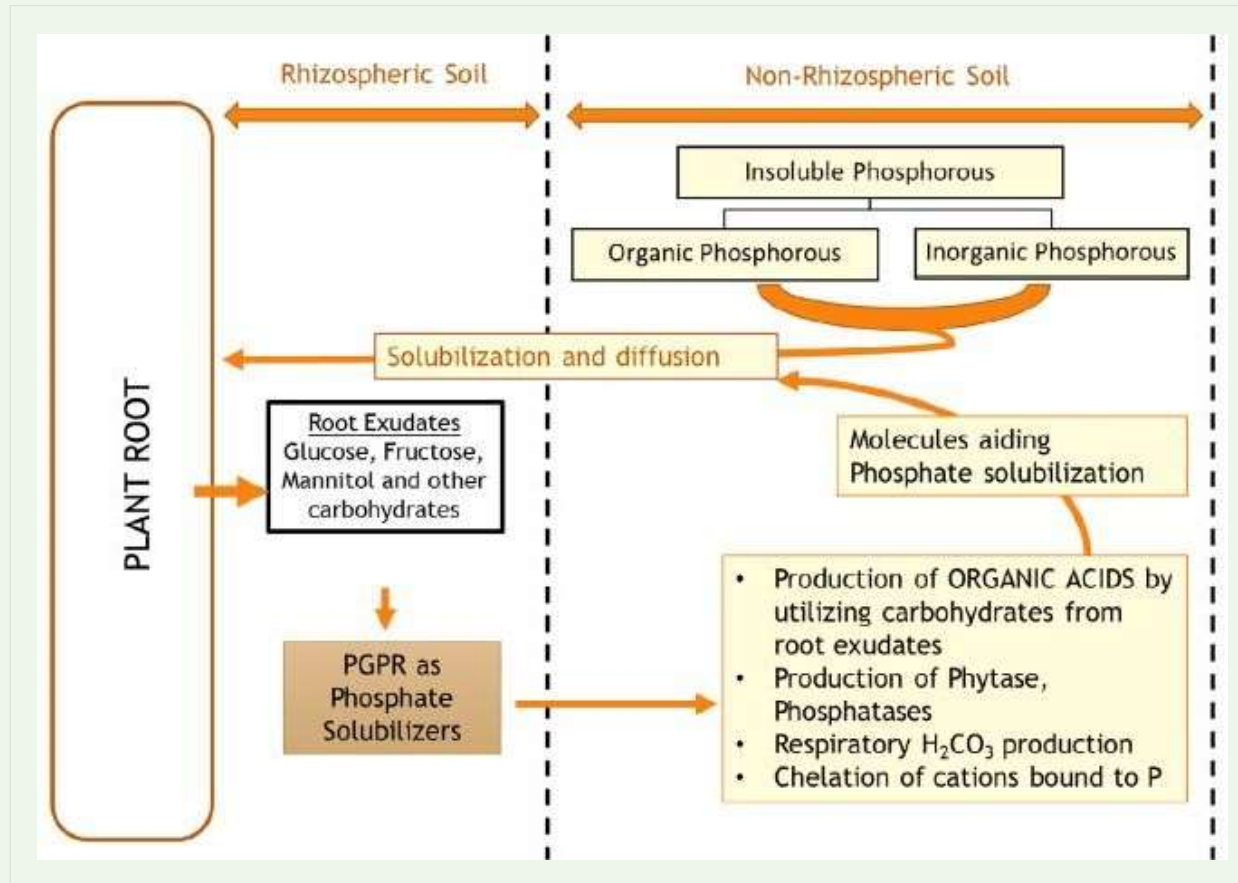 Rhizospheric Soil
Non-Rhizospheric Soil
Insoluble Phosphorous
Organic Phosphorous
Inorganic Phosphorous
Solubilization and diffusion
PLANT ROOT
Root Exudates
Glucose, Fructose,
Mannitol and other
carbohydrates
Molecules aiding
Phosphate solubilization
PGPR as
Phosphate
Solubilizers
• Production of ORGANIC ACIDS by
utilizing carbohydrates from
root exudates
• Production of Phytase,
Phosphatases
• Respiratory H₂CO₃ production
• Chelation of cations bound to P